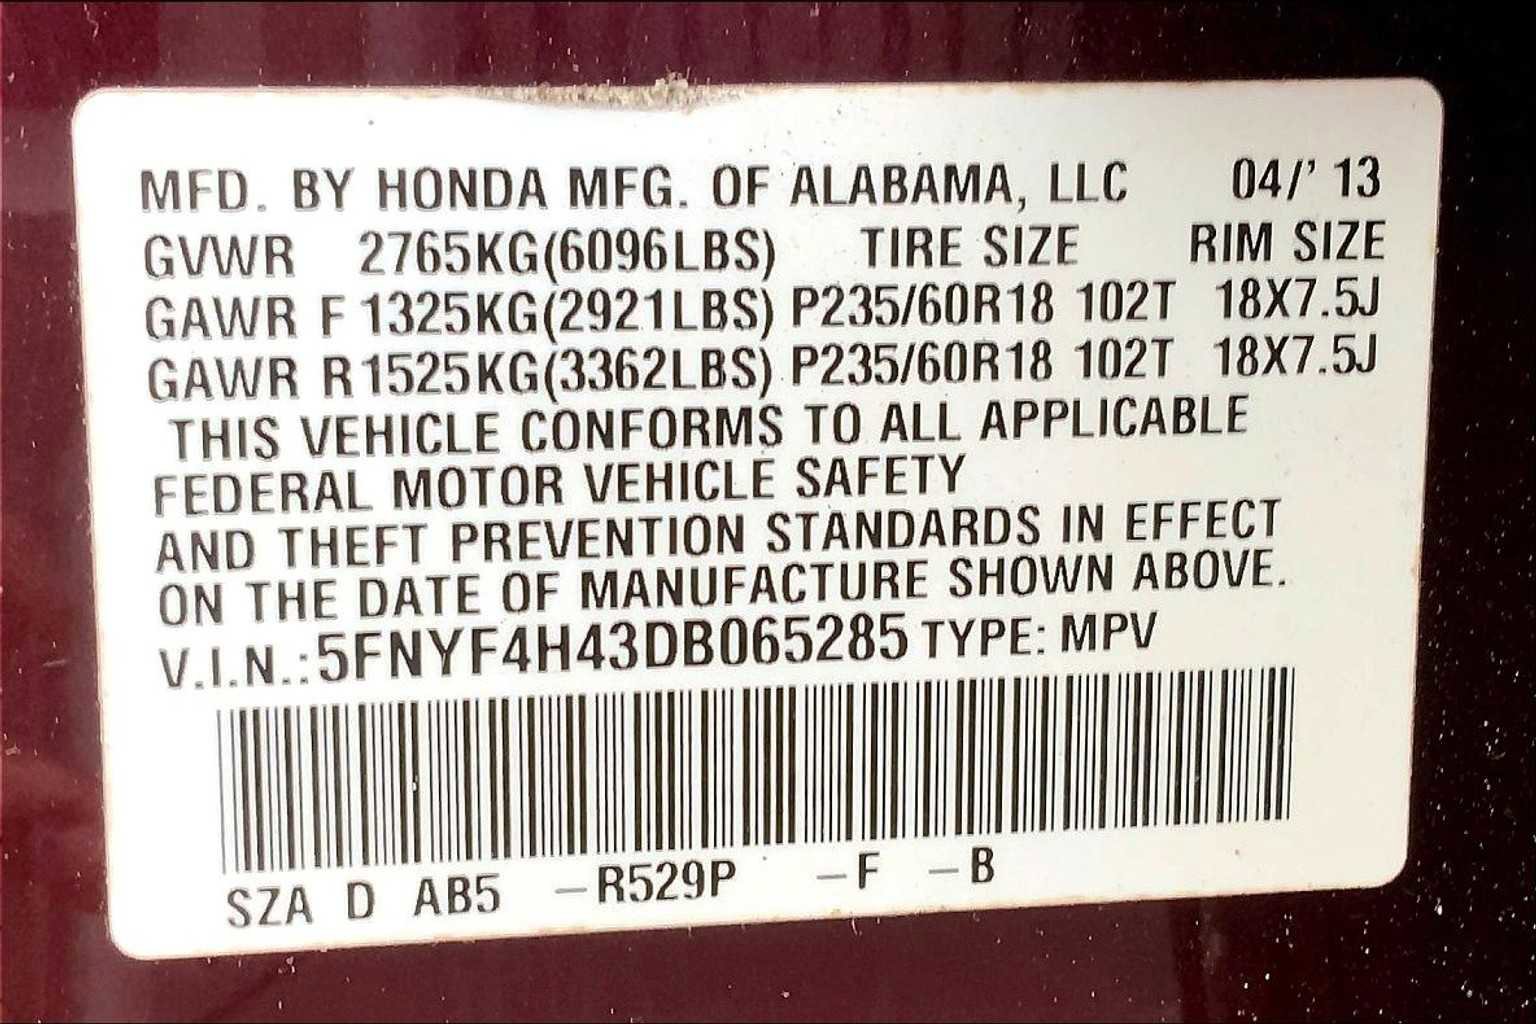 MFD. BY HONDA MFG. OF ALABAMA, LLC 04/' 13
GVWR 2765KG(6096LBS) TIRE SIZE RIM SIZE
GAWR F 1325KG(2921LBS) P235/60R18 102T 18X7.5J
GAWR R 1525KG(3362LBS) P235/60R18 102T 18X7.5J
THIS VEHICLE CONFORMS TO ALL APPLICABLE
FEDERAL MOTOR VEHICLE SAFETY
AND THEFT PREVENTION STANDARDS IN EFFECT
ON THE DATE OF MANUFACTURE SHOWN ABOVE.
V.I.N.:5FNYF4H43DB065285 TYPE: MPV
SZA D AB5 –R529P –F –B